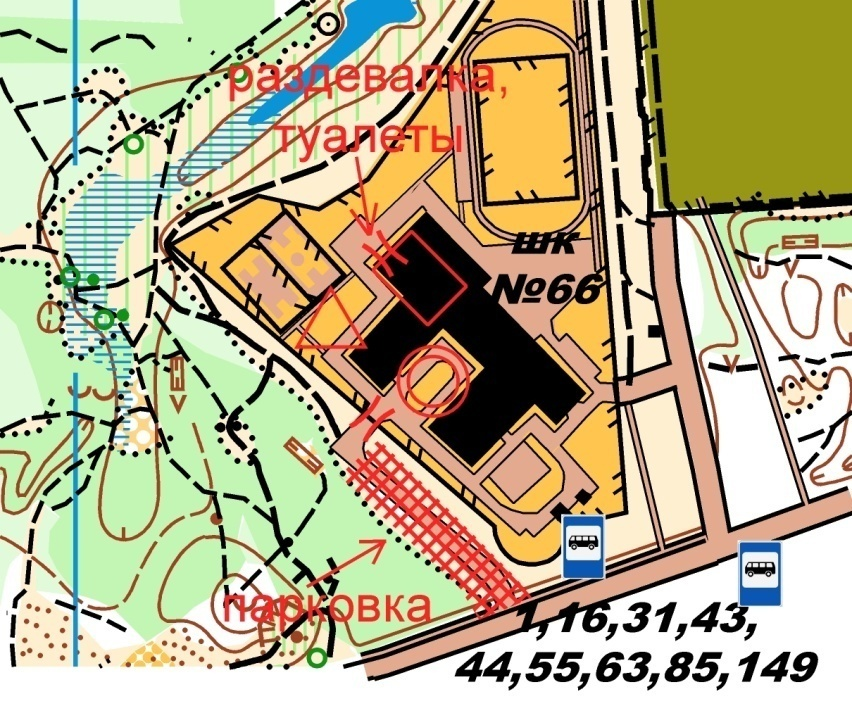 раздевалка,
туалеты
шк
№66
парковка
1,16,31,43,
44,55,63,85,149